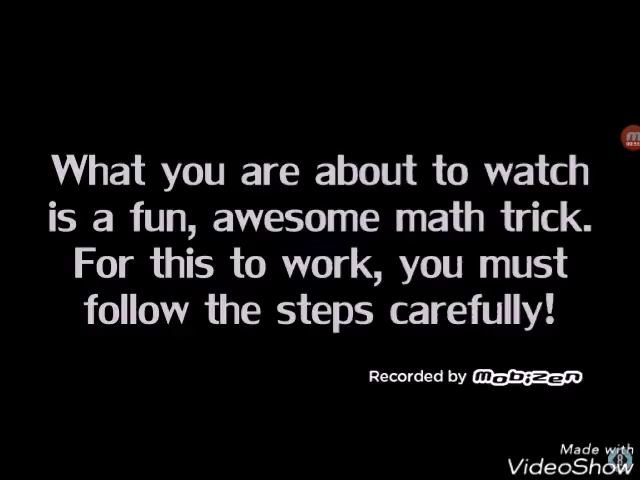 What you are about to watch
is a fun, awesome math trick.
For this to work, you must
follow the steps carefully!
Recorded by mobizen
Made with
VideoShow